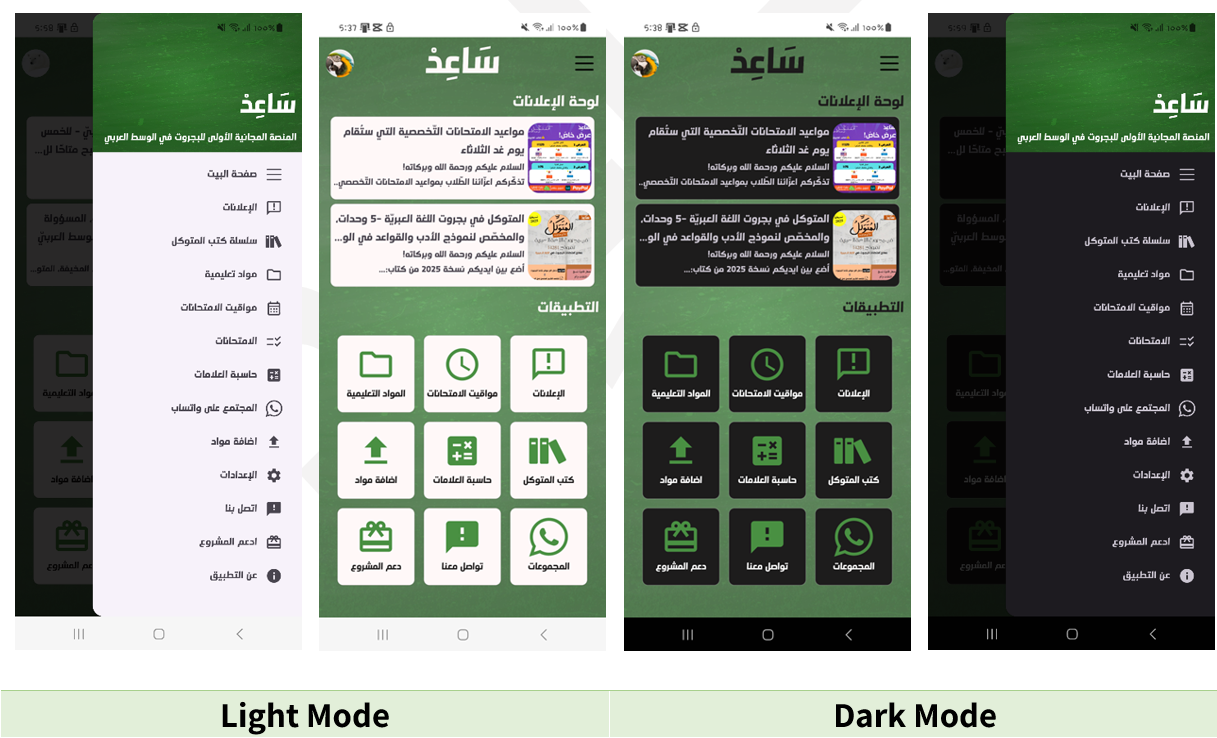 5:58
100%
سَاعِدْ
المنصة المجانية الأولى للبجروت في الوسط العربي
صفحة البيت
الإعلانات
سلسلة كتب المتوكل
مواد تعليمية
مواقيت الامتحانات
الامتحانات
حاسبة العلامات
المجتمع على واتساب
اضافة مواد
الإعدادات
اتصل بنا
ادعم المشروع
عن التطبيق
5:37
100%
سَاعِدْ
لوحة الإعلانات
مواعيد الامتحانات التّخصصية التي ستُقام
يوم غد الثلاثاء
السلام عليكم ورحمة الله وبركاته!
تذكّركم اعزّاننا الطّلاب بمواعيد الامتحانات التّخصصي..
المتوكل في بجروت اللغة العبريّة -5 وحدات،
والمخصّص لنموذج الأدب والقواعد في الو...
السلام عليكم ورحمة الله وبركاته!
أضع بين ايديكم نسخة 2025 من كتاب:...
التطبيقات
الإعلانات
مواقيت الامتحانات
المواد التعليمية
كتب المتوكل
حاسبة العلامات
اضافة مواد
المجموعات
تواصل معنا
دعم المشروع
5:38
100%
سَاعِدْ
لوحة الإعلانات
مواعيد الامتحانات التّخصصية التي ستُقام
يوم غد الثلاثاء
السلام عليكم ورحمة الله وبركاته!
تذكّركم اعزّاننا الطّلاب بمواعيد الامتحانات التّخصصي..
المتوكل في بجروت اللغة العبريّة -5 وحدات،
والمخصّص لنموذج الأدب والقواعد في الو...
السلام عليكم ورحمة الله وبركاته!
أضع بين ايديكم نسخة 2025 من كتاب:...
التطبيقات
الإعلانات
مواقيت الامتحانات
المواد التعليمية
كتب المتوكل
حاسبة العلامات
اضافة مواد
المجموعات
تواصل معنا
دعم المشروع
5:59
100%
سَاعِدْ
المنصة المجانية الأولى للبجروت في الوسط العربي
صفحة البيت
الإعلانات
سلسلة كتب المتوكل
مواد تعليمية
مواقيت الامتحانات
الامتحانات
حاسبة العلامات
المجتمع على واتساب
اضافة مواد
الإعدادات
اتصل بنا
ادعم المشروع
عن التطبيق
Light Mode
Dark Mode